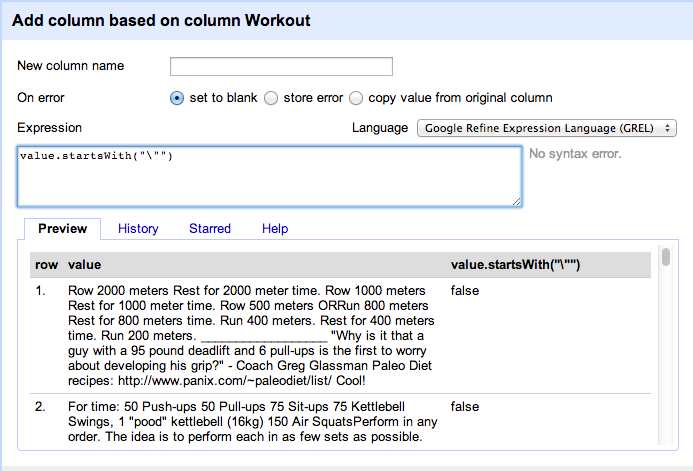 Add column based on column Workout
New column name
On error set to blank store error copy value from original column
Expression Language Google Refine Expression Language (GREL)
value.startsWith("\"")
No syntax error.
Preview History Starred Help
row value value.startsWith("\"")
1. Row 2000 meters Rest for 2000 meter time. Row 1000 meters false
Rest for 1000 meter time. Row 500 meters ORRun 800 meters
Rest for 800 meters time. Run 400 meters. Rest for 400 meters
time. Run 200 meters. __________________ "Why is it that a
guy with a 95 pound deadlift and 6 pull-ups is the first to worry
about developing his grip?" - Coach Greg Glassman Paleo Diet
recipes: http://www.panix.com/~paleodiet/list/ Cool!
2. For time: 50 Push-ups 50 Pull-ups 75 Sit-ups 75 Kettlebell false
Swings, 1 "pood" kettlebell (16kg) 150 Air SquatsPerform in any
order. The idea is to perform each in as few sets as possible.